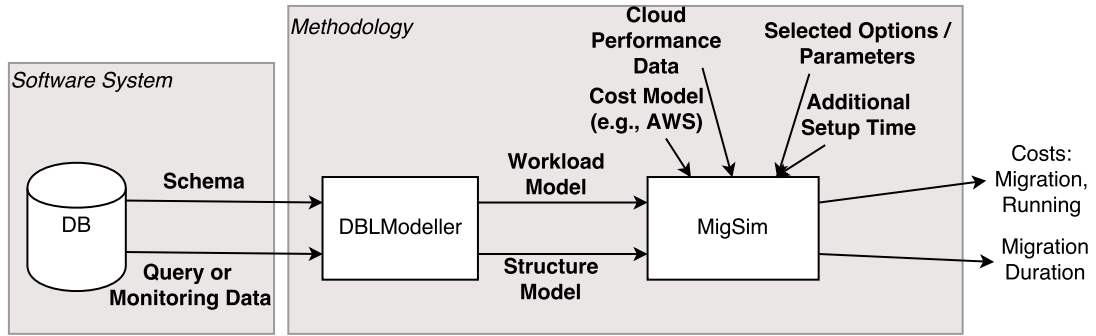 Methodology
Software System
DB
Schema
Query or
Monitoring Data
DBLModeller
Workload
Model
Structure
Model
Cloud
Performance
Data
Cost Model
(e.g., AWS)
Selected Options /
Parameters
Additional
Setup Time
MigSim
Costs:
Migration,
Running
Migration
Duration